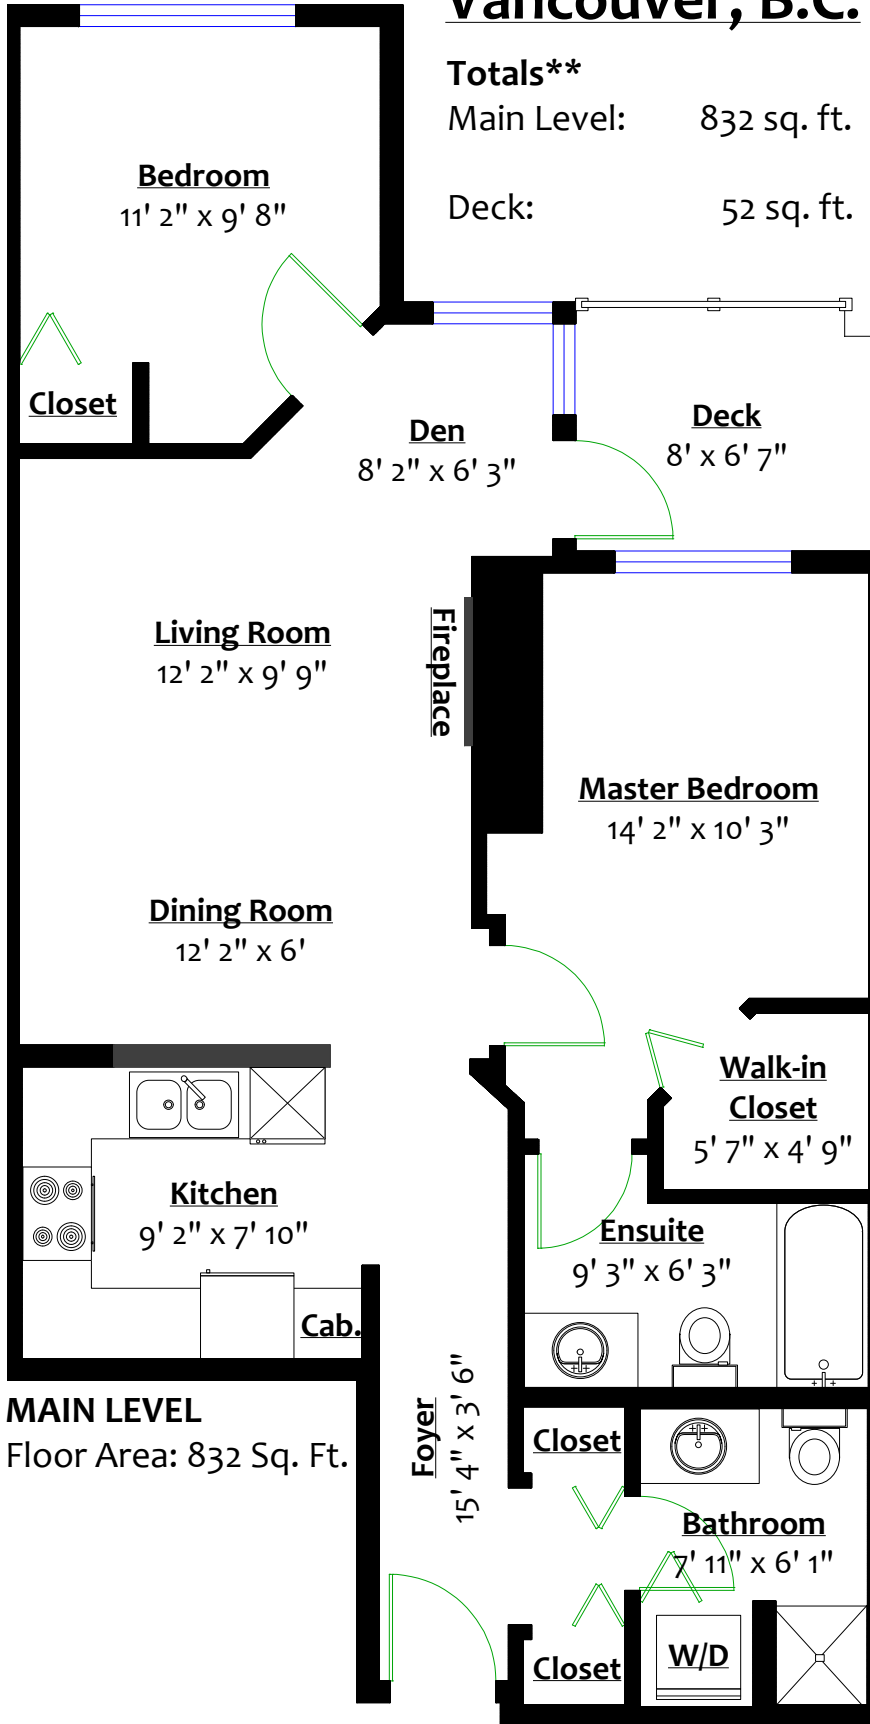 Vancouver, B.C.
Totals**
Main Level: 832 sq. ft.
Deck: 52 sq. ft.
Bedroom
11' 2" x 9' 8"
Closet
Den
8' 2" x 6' 3"
Deck
8' x 6' 7"
Living Room
12' 2" x 9' 9"
Fireplace
Master Bedroom
14' 2" x 10' 3"
Dining Room
12' 2" x 6'
Walk-in
Closet
5' 7" x 4' 9"
Kitchen
9' 2" x 7' 10"
Ensuite
9' 3" x 6' 3"
Cab.
MAIN LEVEL
Floor Area: 832 Sq. Ft.
Foyer
15' 4" x 3' 6"
Closet
Bathroom
7' 11" x 6' 1"
Closet
W/D